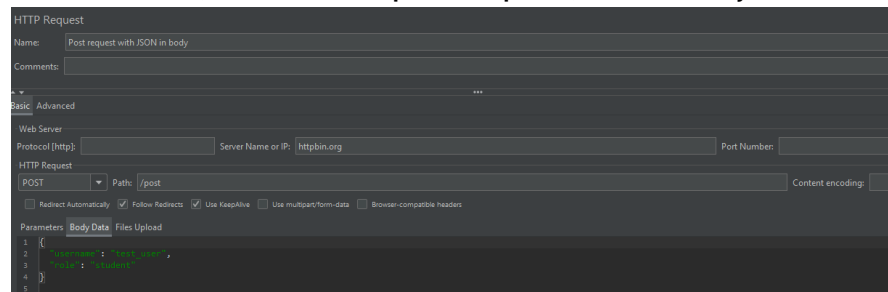 HTTP Request
Name: Post request with JSON in body
Comments:
Basic Advanced
Web Server
Protocol [http]: Server Name or IP: httpbin.org Port Number:
HTTP Request
POST Path: /post Content encoding:
Redirect Automatically Follow Redirects Use KeepAlive Use multipart/form-data Browser-compatible headers
Parameters Body Data Files Upload
1 {
2 "username": "test_user",
3 "role": "student"
4 }
5